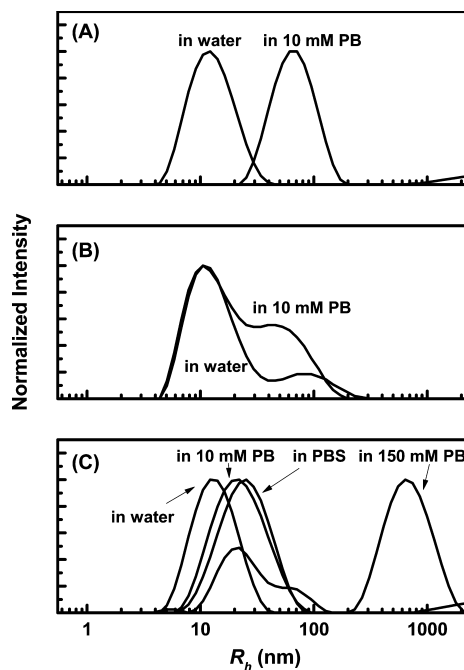 (A)
in water in 10 mM PB
(B)
in 10 mM PB
in water
(C)
in 10 mM PB in PBS in 150 mM PB
in water
Normalized Intensity
1 10 100 1000
R_h (nm)